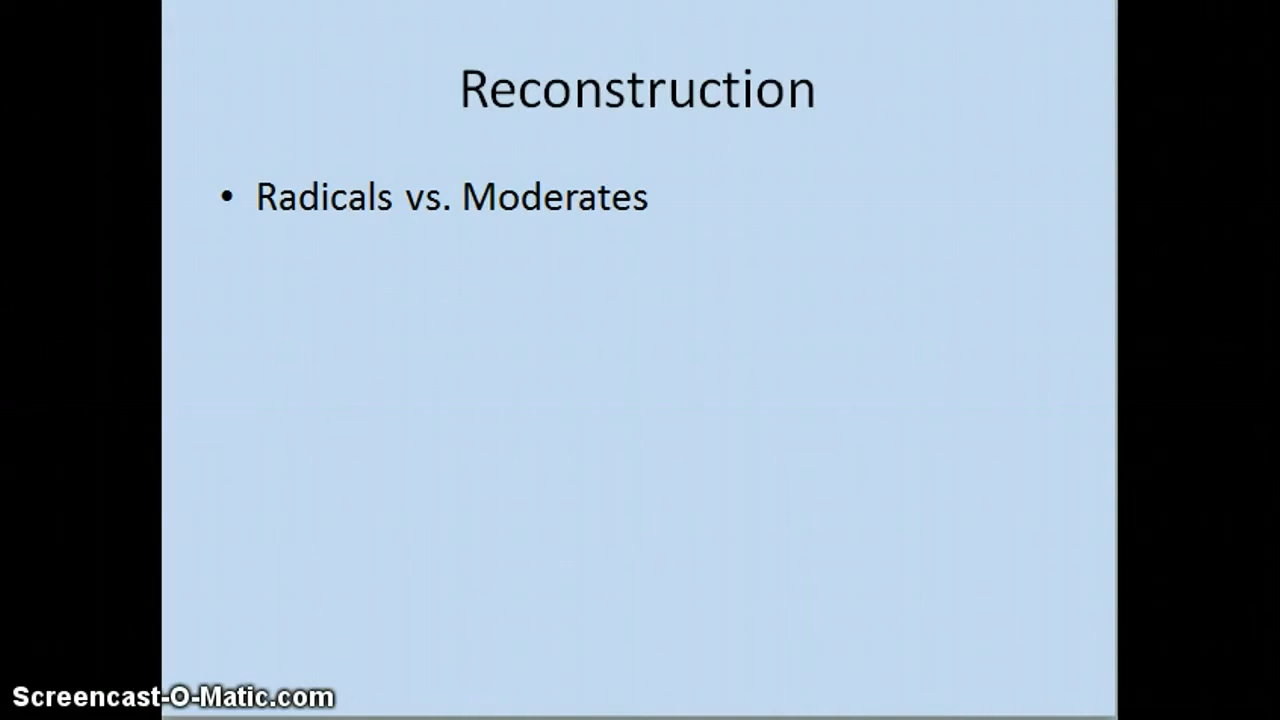 Reconstruction
• Radicals vs. Moderates
Screencast-O-Matic.com